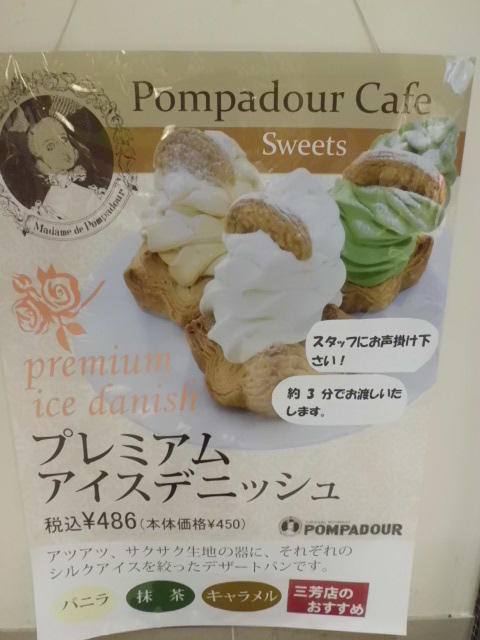 Pompadour Cafe
Sweets
Madame de Pompadour
スタッフにお声掛け下
さい！
約 3 分でお渡しいた
します。
premium
ice danish
プレミアム
アイスデニッシュ
税込¥486(本体価格¥450)
POMPADOUR
アツアツ、サクサク生地の器に、それぞれの
シルクアイスを絞ったデザートパンです。
バニラ 抹茶 キャラメル 三芳店の
おすすめ